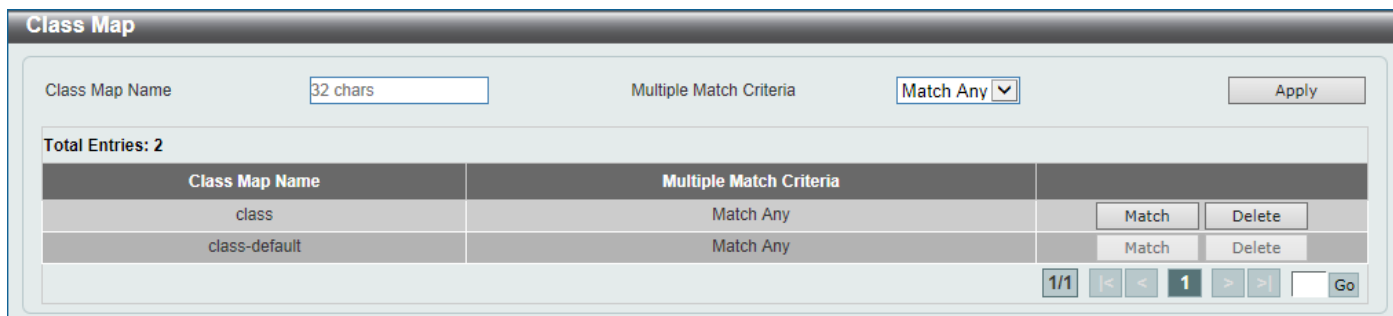 Class Map
Class Map Name 32 chars Multiple Match Criteria Match Any Apply
Total Entries: 2
Class Map Name Multiple Match Criteria
class Match Any Match Delete
class-default Match Any Match Delete
1/1 |< < 1 > >| Go